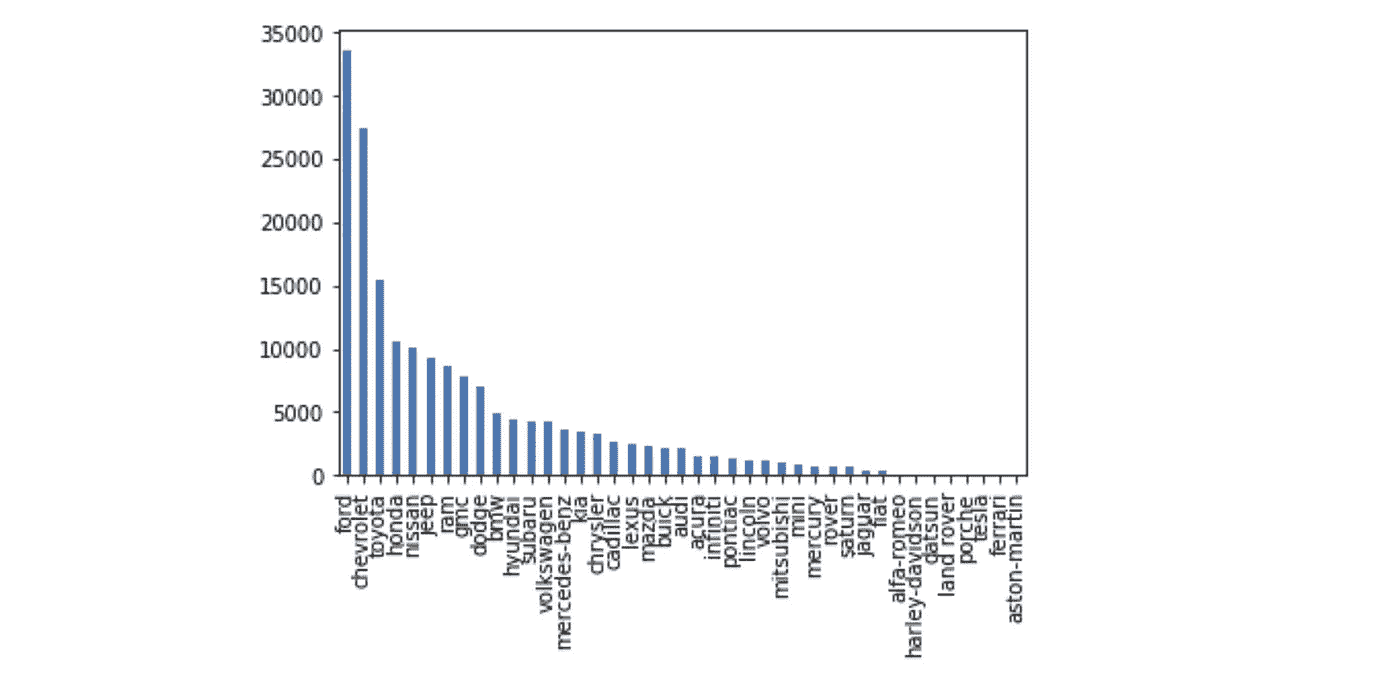 35000
30000
25000
20000
15000
10000
5000
0
ford
chevrolet
toyota
honda
nissan
jeep
ram
gmc
dodge
bmw
hyundai
subaru
volkswagen
mercedes-benz
kia
chrysler
cadillac
lexus
mazda
buick
audi
acura
infiniti
pontiac
lincoln
volvo
mitsubishi
mini
mercury
rover
saturn
jaguar
fiat
alfa-romeo
harley-davidson
datsun
land rover
porche
tesla
ferrari
aston-martin